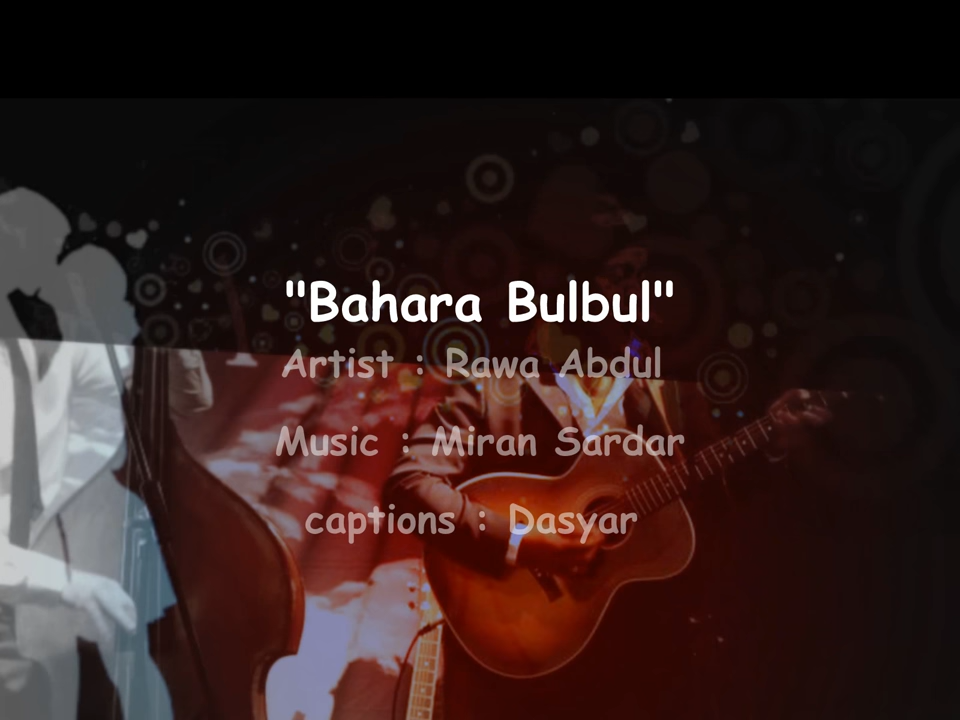 "Bahara Bulbul"
Artist : Rawa Abdul
Music : Miran Sardar
captions : Dasyar